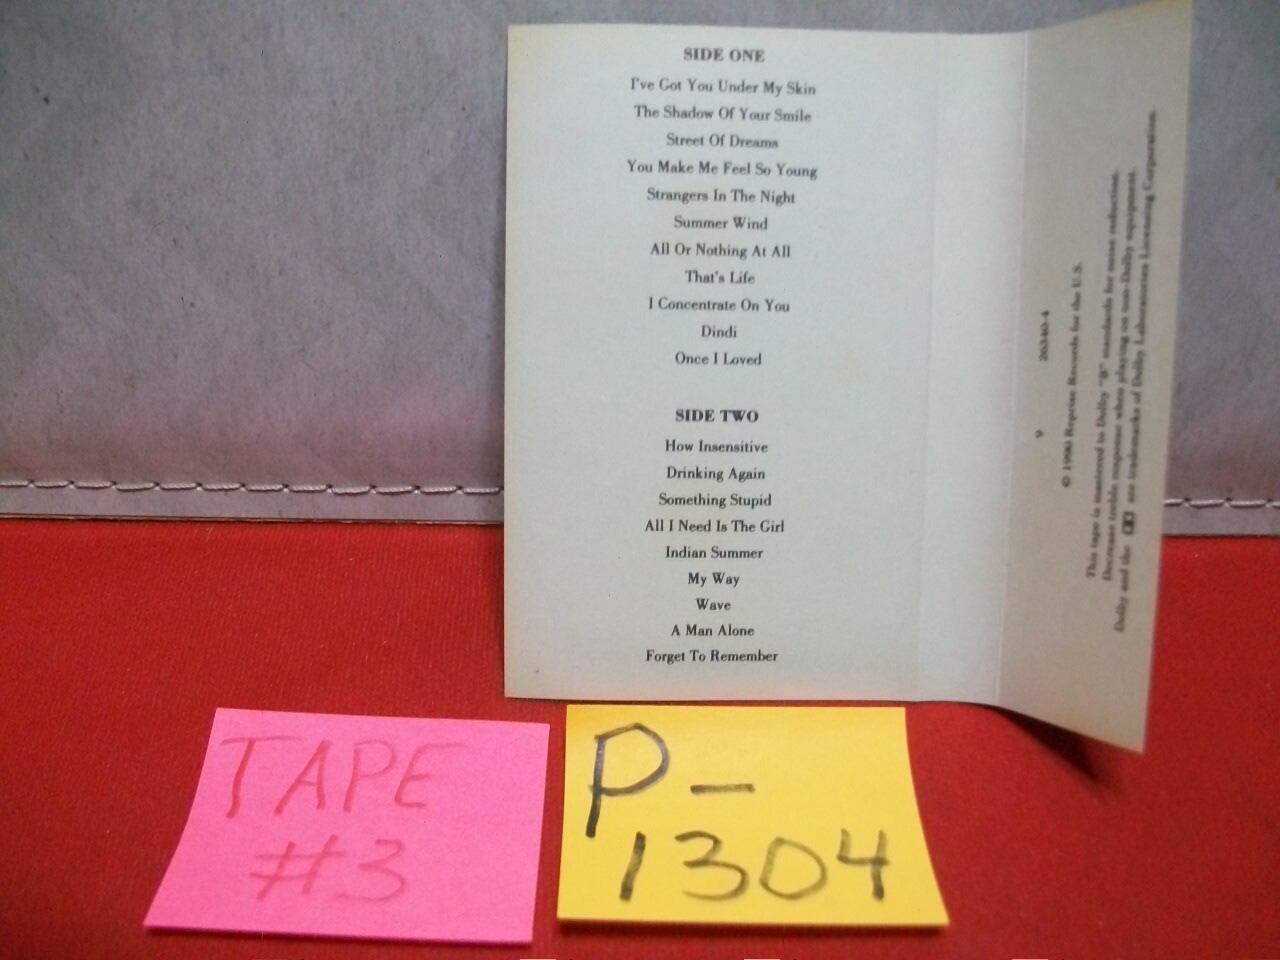 SIDE ONE
I've Got You Under My Skin
The Shadow Of Your Smile
Street Of Dreams
You Make Me Feel So Young
Strangers In The Night
Summer Wind
All Or Nothing At All
That's Life
I Concentrate On You
Dindi
Once I Loved
SIDE TWO
How Insensitive
Drinking Again
Something Stupid
All I Need Is The Girl
Indian Summer
My Way
Wave
A Man Alone
Forget To Remember
9 26340-4
© 1990 Reprise Records for the U.S.
This tape is mastered to Dolby "B" standards for noise reduction.
Decrease treble response when playing on non-Dolby equipment.
Dolby and the are trademarks of Dolby Laboratories Licensing Corporation.
TAPE
#3
P-
1304